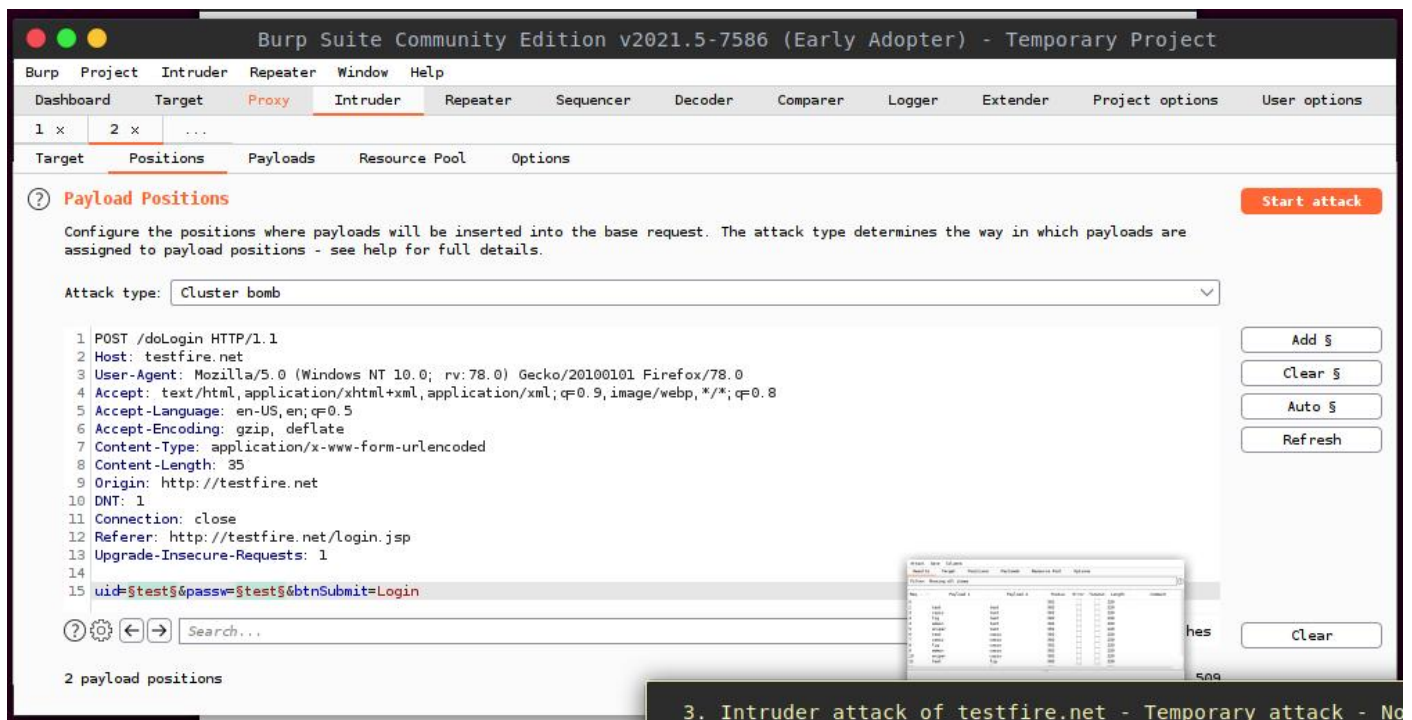 Burp Suite Community Edition v2021.5-7586 (Early Adopter) - Temporary Project
Burp Project Intruder Repeater Window Help
Dashboard Target Proxy Intruder Repeater Sequencer Decoder Comparer Logger Extender Project options User options
1 × 2 × ...
Target Positions Payloads Resource Pool Options
? Payload Positions
Start attack
Configure the positions where payloads will be inserted into the base request. The attack type determines the way in which payloads are
assigned to payload positions - see help for full details.
Attack type: Cluster bomb
1 POST /doLogin HTTP/1.1
2 Host: testfire.net
3 User-Agent: Mozilla/5.0 (Windows NT 10.0; rv:78.0) Gecko/20100101 Firefox/78.0
4 Accept: text/html,application/xhtml+xml,application/xml;q=0.9,image/webp,*/*;q=0.8
5 Accept-Language: en-US,en;q=0.5
6 Accept-Encoding: gzip, deflate
7 Content-Type: application/x-www-form-urlencoded
8 Content-Length: 35
9 Origin: http://testfire.net
10 DNT: 1
11 Connection: close
12 Referer: http://testfire.net/login.jsp
13 Upgrade-Insecure-Requests: 1
14
15 uid=§test§&passw=§test§&btnSubmit=Login
Add §
Clear §
Auto §
Refresh
? Search... hes Clear
2 payload positions 509
3. Intruder attack of testfire.net - Temporary attack - No